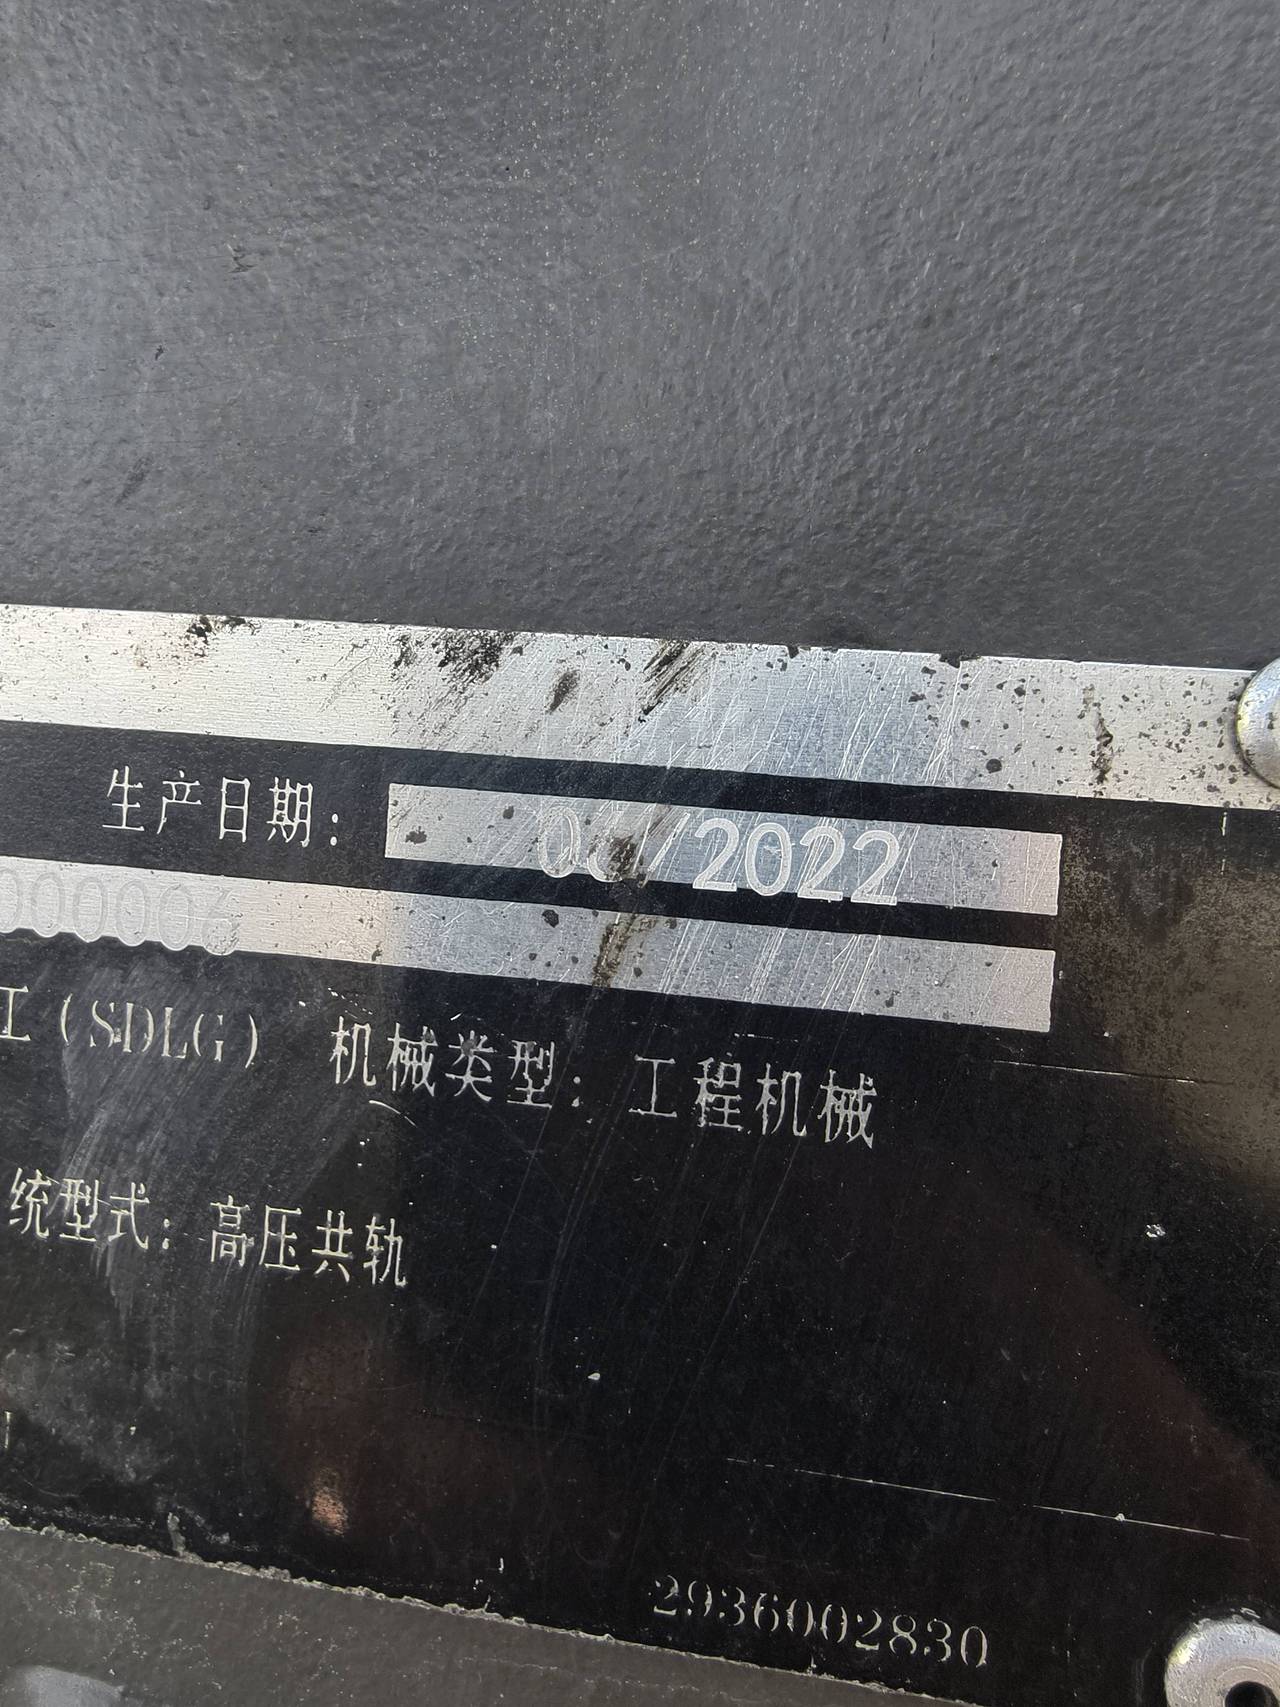 生产日期: /2022
工(SDLG) 机械类型: 工程机械
统型式: 高压共轨
2936002830